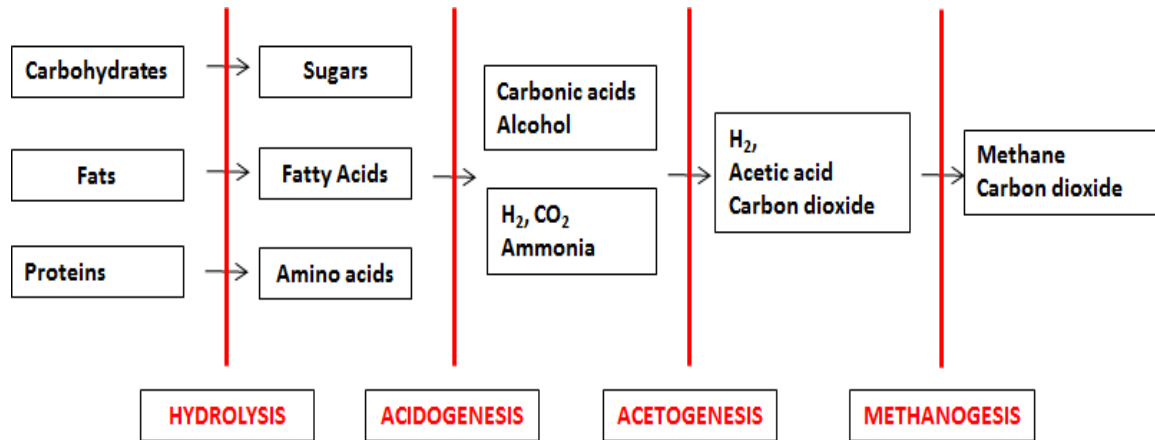 Carbohydrates
Sugars
Fats
Fatty Acids
Proteins
Amino acids
Carbonic acids
Alcohol
H₂, CO₂
Ammonia
H₂,
Acetic acid
Carbon dioxide
Methane
Carbon dioxide
HYDROLYSIS
ACIDOGENESIS
ACETOGENESIS
METHANOGESIS